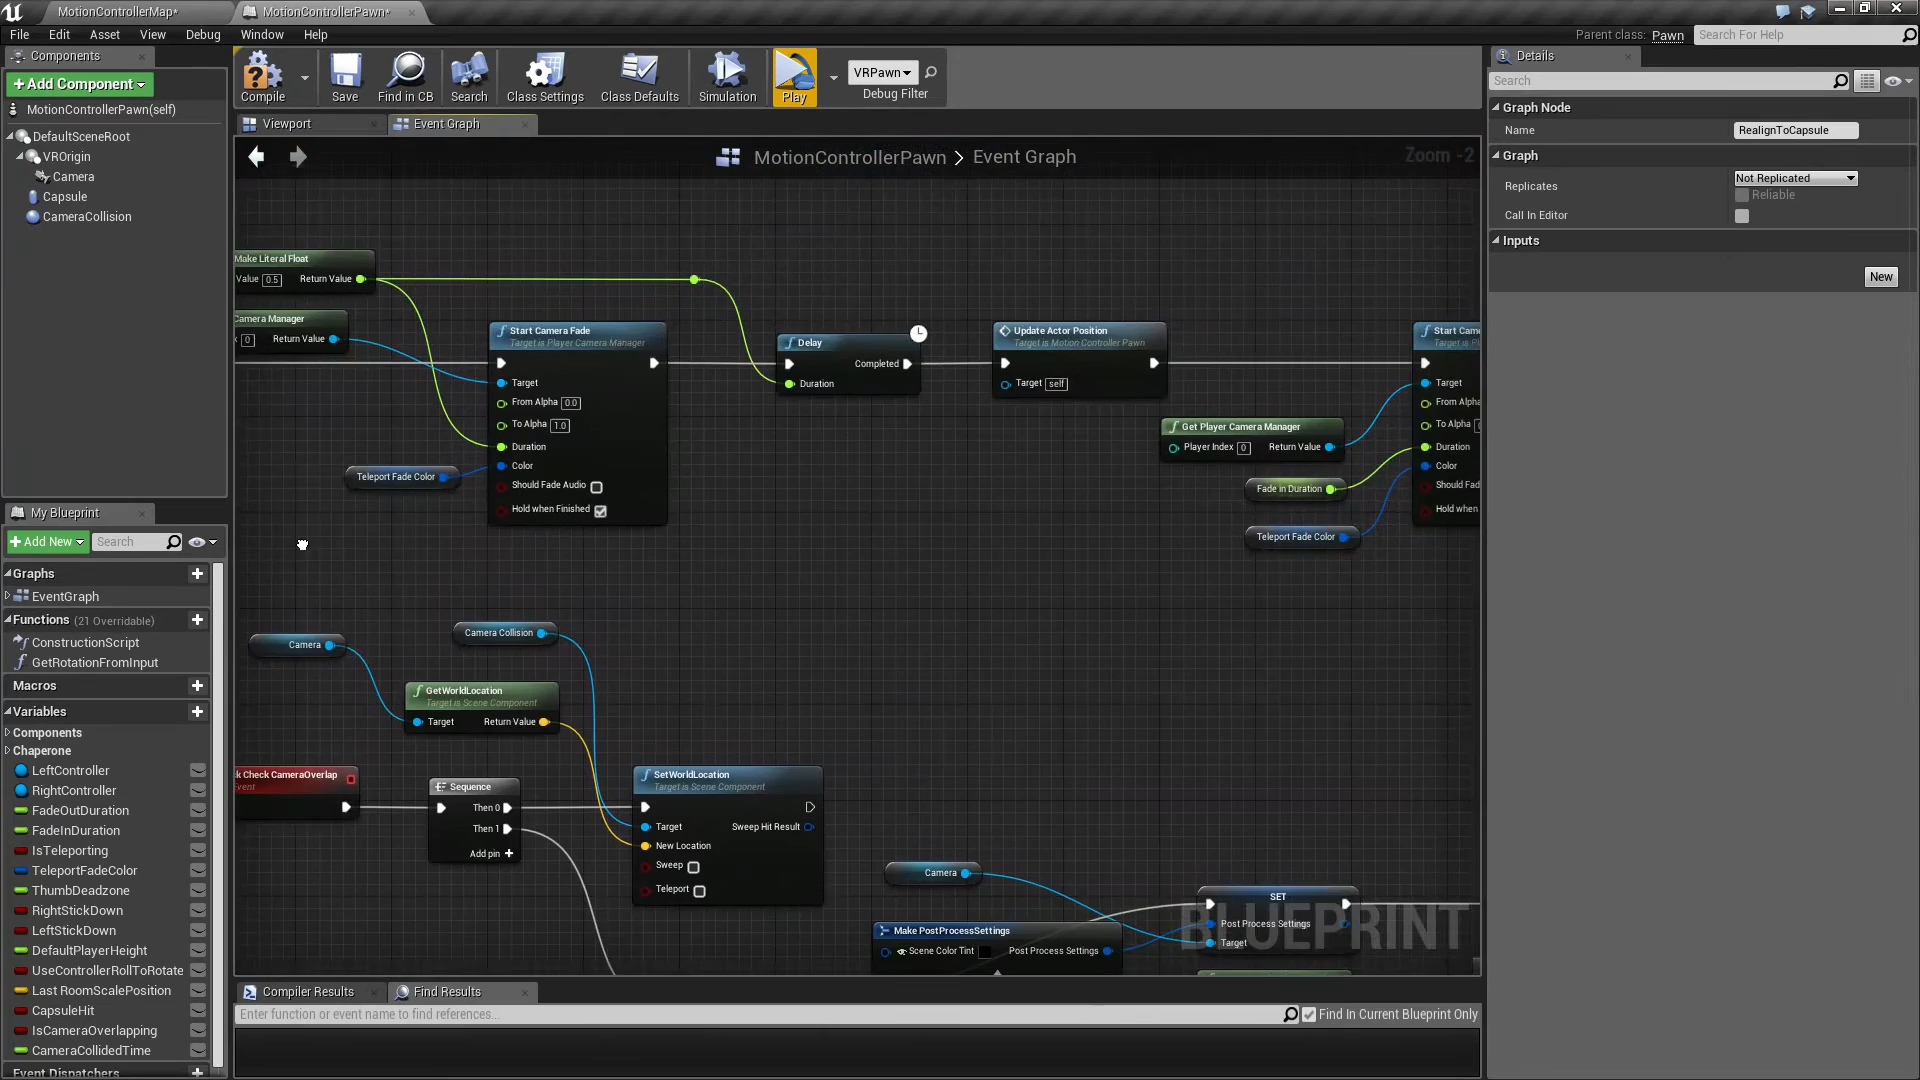 MotionControllerMap*
MotionControllerPawn*
File Edit Asset View Debug Window Help
Parent class: Pawn
Search For Help
Components
+Add Component
MotionControllerPawn(self)
DefaultSceneRoot
VROrigin
Camera
Capsule
CameraCollision
Compile
Save
Find in CB
Search
Class Settings
Class Defaults
Simulation
Play
VRPawn
Debug Filter
Viewport
Event Graph
MotionControllerPawn > Event Graph
Zoom -2
Make Literal Float
Value 0.5 Return Value
Camera Manager
0 Return Value
Start Camera Fade
Target is Player Camera Manager
Target
From Alpha 0.0
To Alpha 1.0
Duration
Color
Should Fade Audio
Hold when Finished
Teleport Fade Color
Delay
Completed
Duration
Update Actor Position
Target is Motion Controller Pawn
Target self
Get Player Camera Manager
Player Index 0 Return Value
Fade in Duration
Teleport Fade Color
Start Came
Target is Pl
Target
From Alpha
To Alpha
Duration
Color
Should Fad
Hold when
Camera
Camera Collision
GetWorldLocation
Target is Scene Component
Target Return Value
k Check CameraOverlap
Event
Sequence
Then 0
Then 1
Add pin +
SetWorldLocation
Target is Scene Component
Target Sweep Hit Result
New Location
Sweep
Teleport
Camera
Make PostProcessSettings
Scene Color Tint Post Process Settings
SET
Post Process Settings
Target
BLUEPRINT
My Blueprint
+Add New
Search
Graphs
EventGraph
Functions (21 Overridable)
ConstructionScript
GetRotationFromInput
Macros
Variables
Components
Chaperone
LeftController
RightController
FadeOutDuration
FadeInDuration
IsTeleporting
TeleportFadeColor
ThumbDeadzone
RightStickDown
LeftStickDown
DefaultPlayerHeight
UseControllerRollToRotate
Last RoomScalePosition
CapsuleHit
IsCameraOverlapping
CameraCollidedTime
Event Dispatchers
Compiler Results
Find Results
Enter function or event name to find references...
Find In Current Blueprint Only
Details
Search
Graph Node
Name RealignToCapsule
Graph
Replicates Not Replicated
Reliable
Call In Editor
Inputs
New